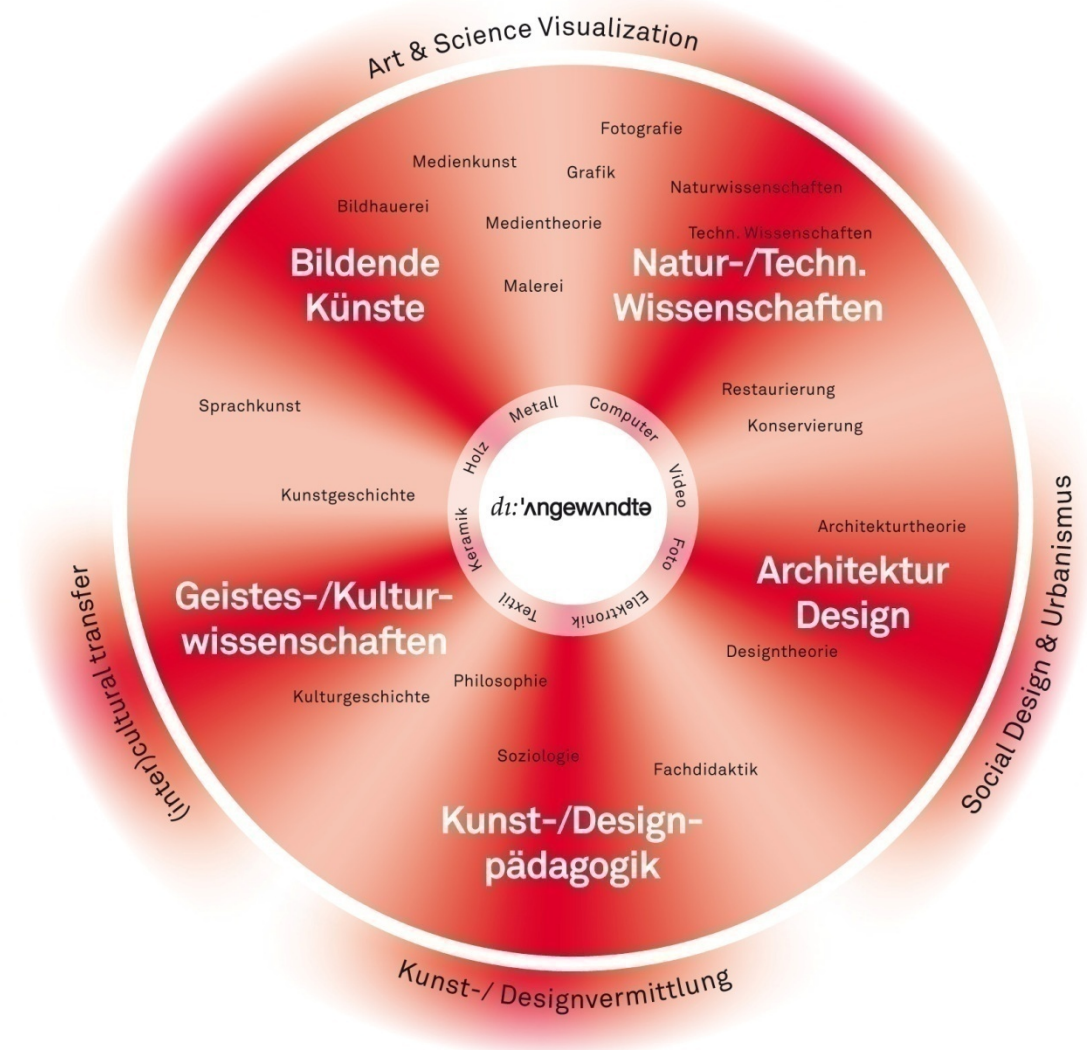 Art & Science Visualization
Fotografie
Medienkunst
Grafik
Naturwissenschaften
Bildhauerei
Medientheorie
Techn. Wissenschaften
Bildende
Künste
Natur-/Techn.
Wissenschaften
Malerei
Restaurierung
Sprachkunst
Konservierung
Metall
Computer
Holz
Video
Kunstgeschichte
dı:'ʌngewʌndtə
Keramik
Foto
Textil
Elektronik
Architekturtheorie
Architektur
Design
Geistes-/Kultur-
wissenschaften
Designtheorie
Philosophie
Kulturgeschichte
Soziologie
Fachdidaktik
Kunst-/Design-
pädagogik
(inter)cultural transfer
Social Design & Urbanismus
Kunst-/ Designvermittlung